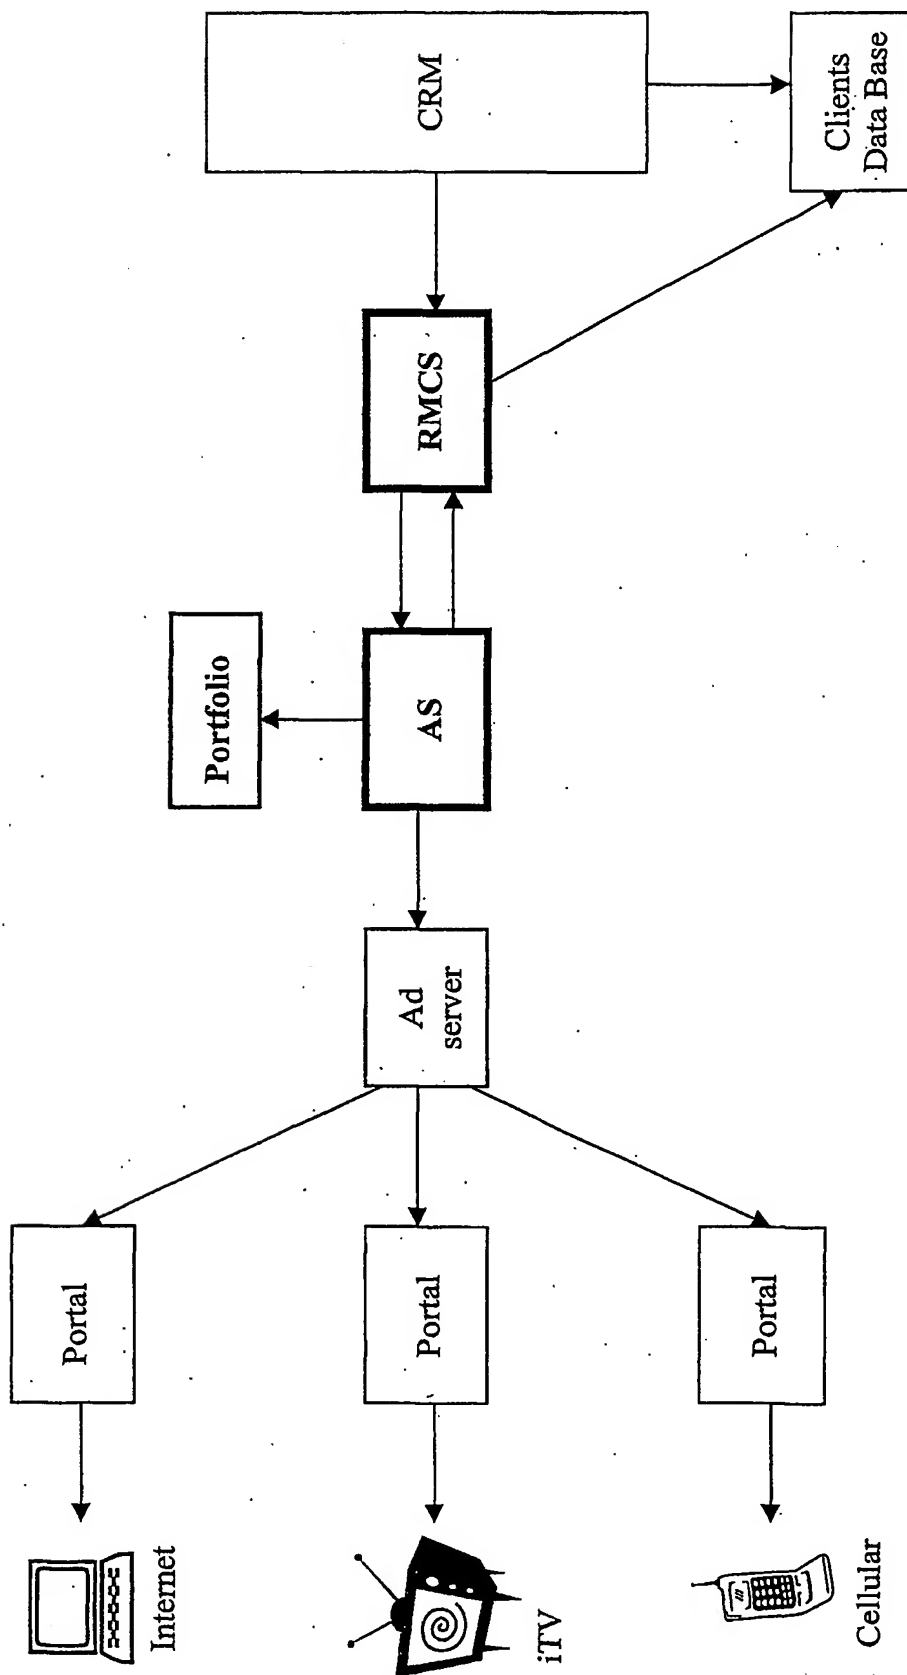 Internet
Portal
iTV
Portal
Cellular
Portal
Ad
server
Portfolio
AS
RMCS
CRM
Clients
Data Base